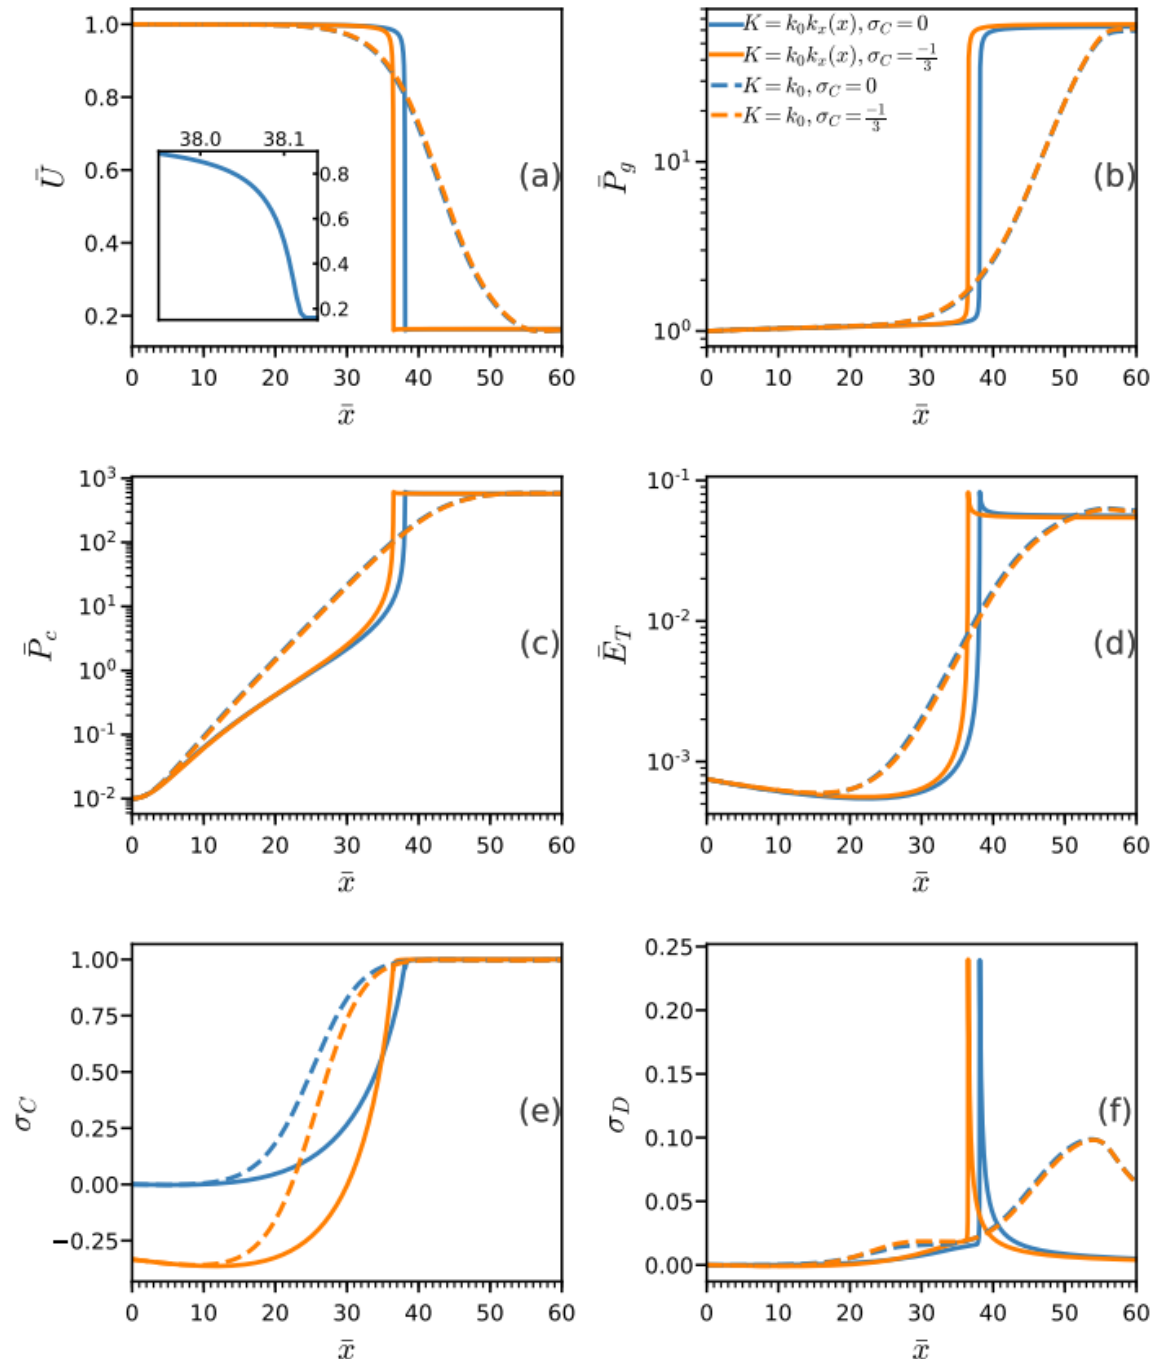 1.0
0.8
0.6
0.4
0.2
Ū
38.0 38.1
0.8
0.6
0.4
0.2
(a)
0 10 20 30 40 50 60
x̄
K = k₀kₓ(x), σ_C = 0
K = k₀kₓ(x), σ_C = −1/3
K = k₀, σ_C = 0
K = k₀, σ_C = −1/3
10¹
10⁰
P̄_g
(b)
0 10 20 30 40 50 60
x̄
10³
10²
10¹
10⁰
10⁻¹
10⁻²
P̄_c
(c)
0 10 20 30 40 50 60
x̄
10⁻¹
10⁻²
10⁻³
Ē_T
(d)
0 10 20 30 40 50 60
x̄
1.00
0.75
0.50
0.25
0.00
−0.25
σ_C
(e)
0 10 20 30 40 50 60
x̄
0.25
0.20
0.15
0.10
0.05
0.00
σ_D
(f)
0 10 20 30 40 50 60
x̄